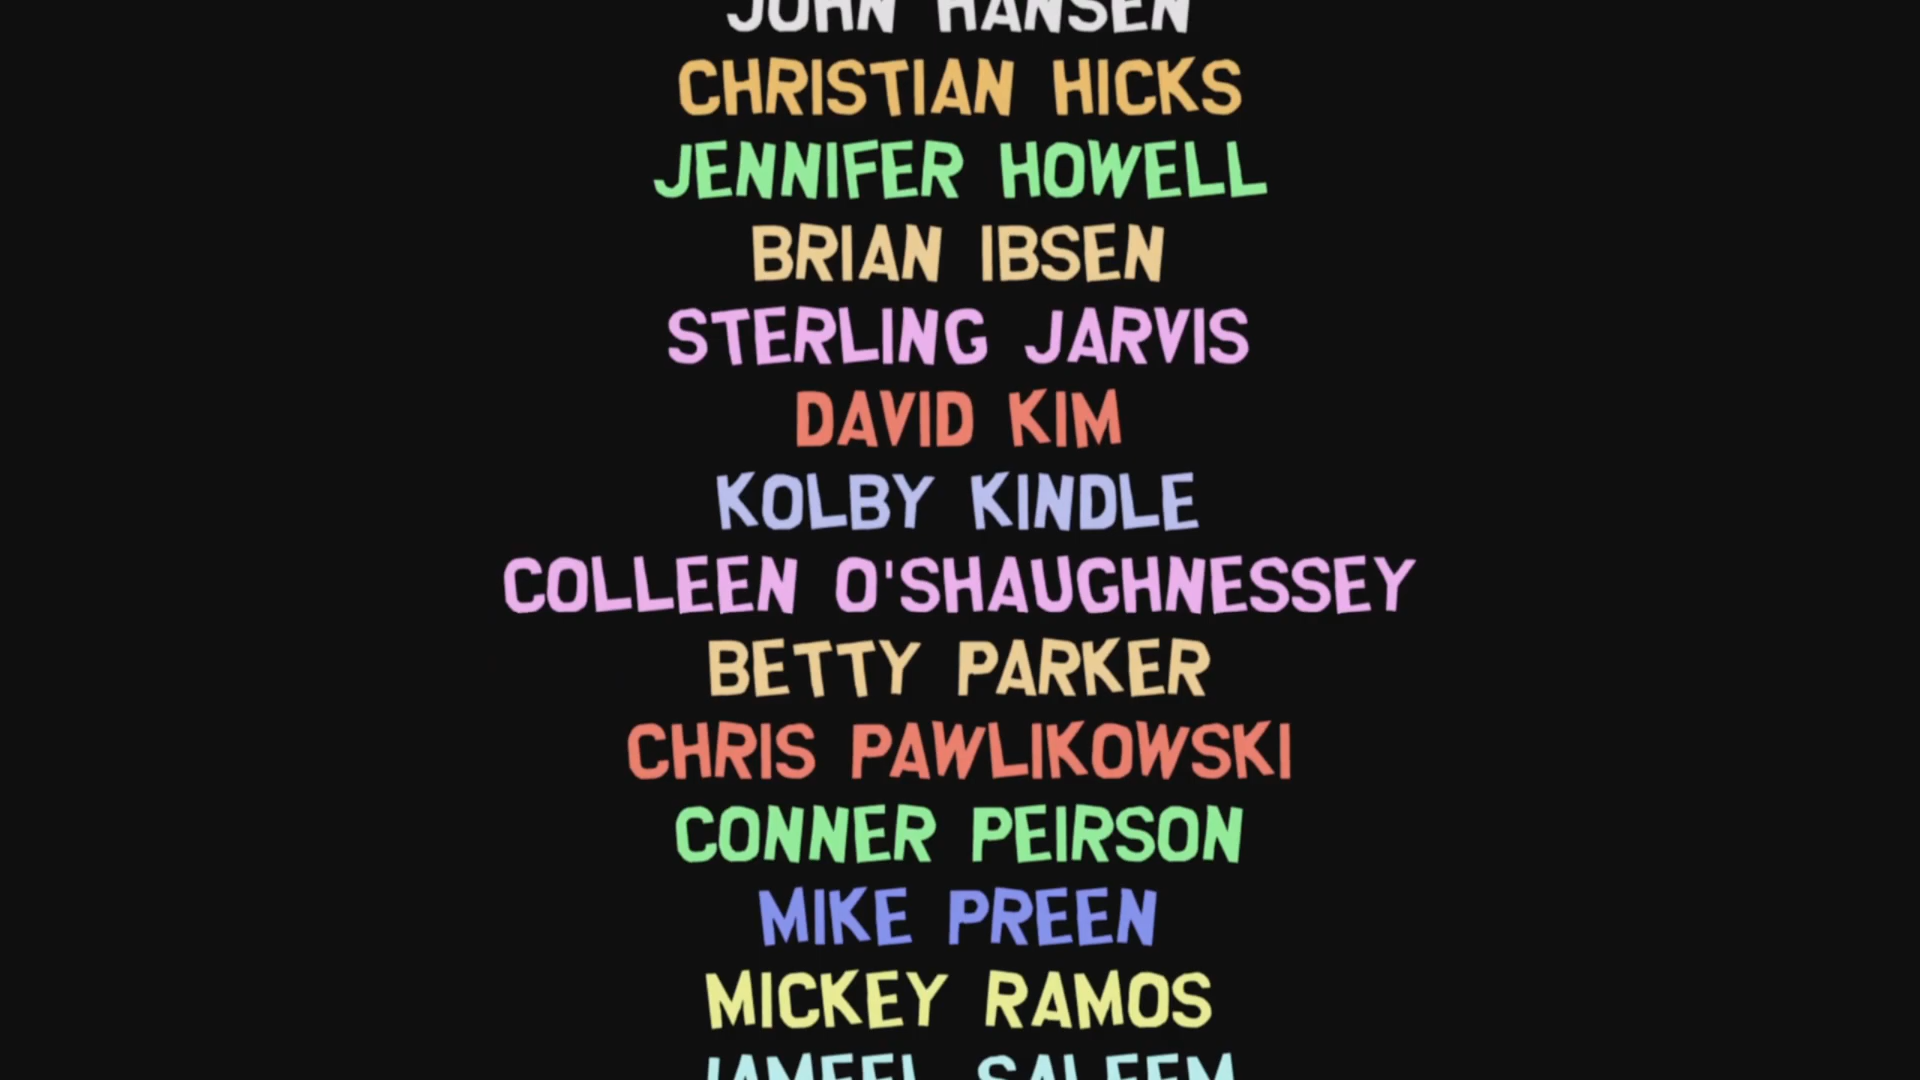 JOHN HANSEN
CHRISTIAN HICKS
JENNIFER HOWELL
BRIAN IBSEN
STERLING JARVIS
DAVID KIM
KOLBY KINDLE
COLLEEN O'SHAUGHNESSEY
BETTY PARKER
CHRIS PAWLIKOWSKI
CONNER PEIRSON
MIKE PREEN
MICKEY RAMOS
JAMEEL SALEEM